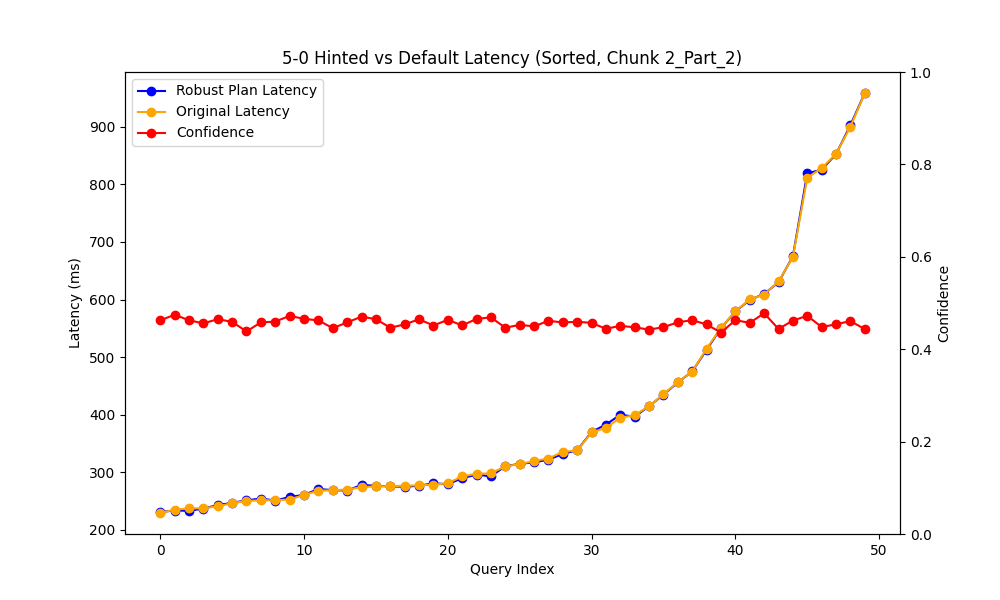 5-0 Hinted vs Default Latency (Sorted, Chunk 2_Part_2)
Robust Plan Latency
Original Latency
Confidence
Latency (ms)
900
800
700
600
500
400
300
200
1.0
0.8
0.6
0.4
0.2
0.0
Confidence
0 10 20 30 40 50
Query Index